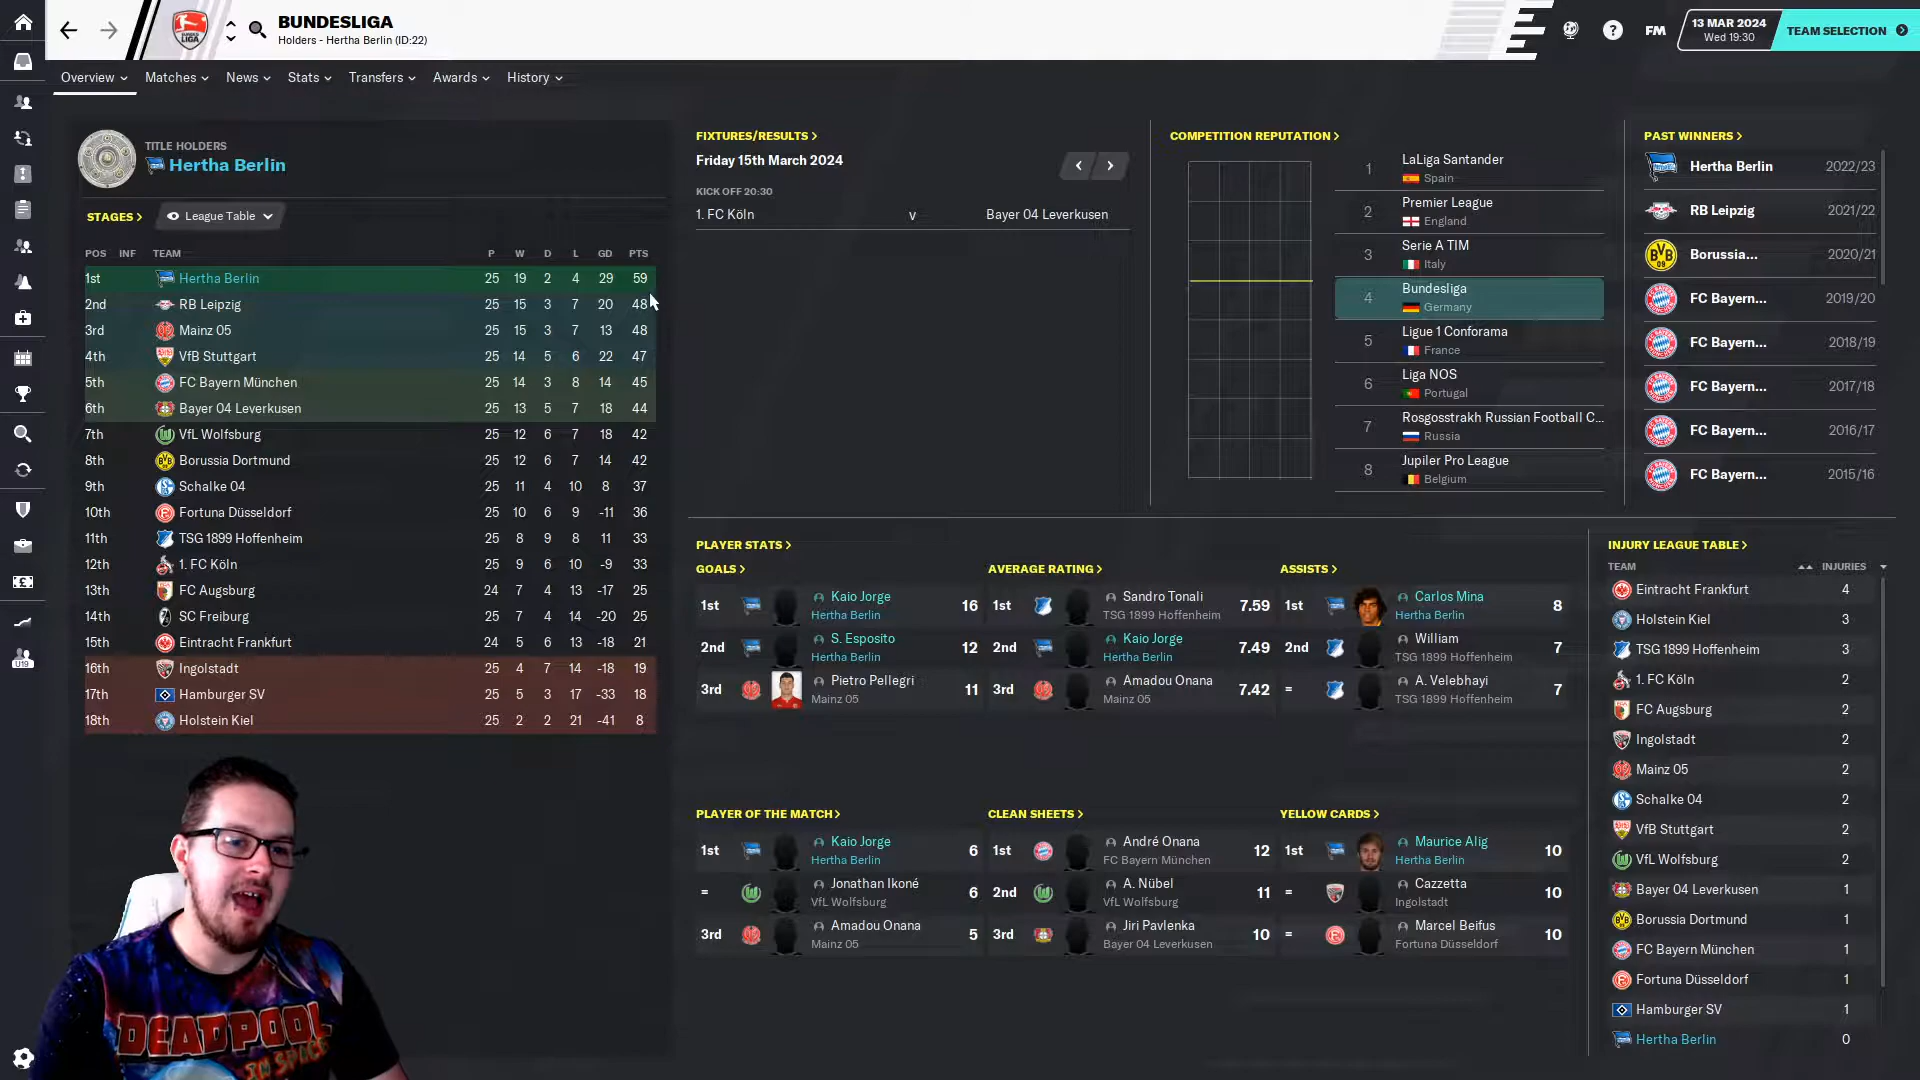 BUNDESLIGA
Holders - Hertha Berlin (ID:22)
FM
13 MAR 2024
Wed 19:30
TEAM SELECTION
Overview Matches News Stats Transfers Awards History
TITLE HOLDERS
Hertha Berlin
STAGES > League Table
POS INF TEAM P W D L GD PTS
1st Hertha Berlin 25 19 2 4 29 59
2nd RB Leipzig 25 15 3 7 20 48
3rd Mainz 05 25 15 3 7 13 48
4th VfB Stuttgart 25 14 5 6 22 47
5th FC Bayern München 25 14 3 8 14 45
6th Bayer 04 Leverkusen 25 13 5 7 18 44
7th VfL Wolfsburg 25 12 6 7 18 42
8th Borussia Dortmund 25 12 6 7 14 42
9th Schalke 04 25 11 4 10 8 37
10th Fortuna Düsseldorf 25 10 6 9 -11 36
11th TSG 1899 Hoffenheim 25 8 9 8 11 33
12th 1. FC Köln 25 9 6 10 -9 33
13th FC Augsburg 24 7 4 13 -17 25
14th SC Freiburg 25 7 4 14 -20 25
15th Eintracht Frankfurt 24 5 6 13 -18 21
16th Ingolstadt 25 4 7 14 -18 19
17th Hamburger SV 25 5 3 17 -33 18
18th Holstein Kiel 25 2 2 21 -41 8
FIXTURES/RESULTS >
Friday 15th March 2024
KICK OFF 20:30
1. FC Köln v Bayer 04 Leverkusen
COMPETITION REPUTATION >
1 LaLiga Santander
Spain
2 Premier League
England
3 Serie A TIM
Italy
4 Bundesliga
Germany
5 Ligue 1 Conforama
France
6 Liga NOS
Portugal
7 Rosgosstrakh Russian Football C...
Russia
8 Jupiler Pro League
Belgium
PAST WINNERS >
Hertha Berlin 2022/23
RB Leipzig 2021/22
Borussia... 2020/21
FC Bayern... 2019/20
FC Bayern... 2018/19
FC Bayern... 2017/18
FC Bayern... 2016/17
FC Bayern... 2015/16
PLAYER STATS >
GOALS >
1st Kaio Jorge 16
Hertha Berlin
2nd S. Esposito 12
Hertha Berlin
3rd Pietro Pellegri 11
Mainz 05
AVERAGE RATING >
1st Sandro Tonali 7.59
TSG 1899 Hoffenheim
2nd Kaio Jorge 7.49
Hertha Berlin
3rd Amadou Onana 7.42
Mainz 05
ASSISTS >
1st Carlos Mina 8
Hertha Berlin
2nd William 7
TSG 1899 Hoffenheim
= A. Velebhayi 7
TSG 1899 Hoffenheim
PLAYER OF THE MATCH >
1st Kaio Jorge 6
Hertha Berlin
= Jonathan Ikoné 6
VfL Wolfsburg
3rd Amadou Onana 5
Mainz 05
CLEAN SHEETS >
1st André Onana 12
FC Bayern München
2nd A. Nübel 11
VfL Wolfsburg
3rd Jiri Pavlenka 10
Bayer 04 Leverkusen
YELLOW CARDS >
1st Maurice Alig 10
Hertha Berlin
= Cazzetta 10
Ingolstadt
= Marcel Beifus 10
Fortuna Düsseldorf
INJURY LEAGUE TABLE >
TEAM INJURIES
Eintracht Frankfurt 4
Holstein Kiel 3
TSG 1899 Hoffenheim 3
1. FC Köln 2
FC Augsburg 2
Ingolstadt 2
Mainz 05 2
Schalke 04 2
VfB Stuttgart 2
VfL Wolfsburg 2
Bayer 04 Leverkusen 1
Borussia Dortmund 1
FC Bayern München 1
Fortuna Düsseldorf 1
Hamburger SV 1
Hertha Berlin 0
U19
DEADPOOL
IN SPACE